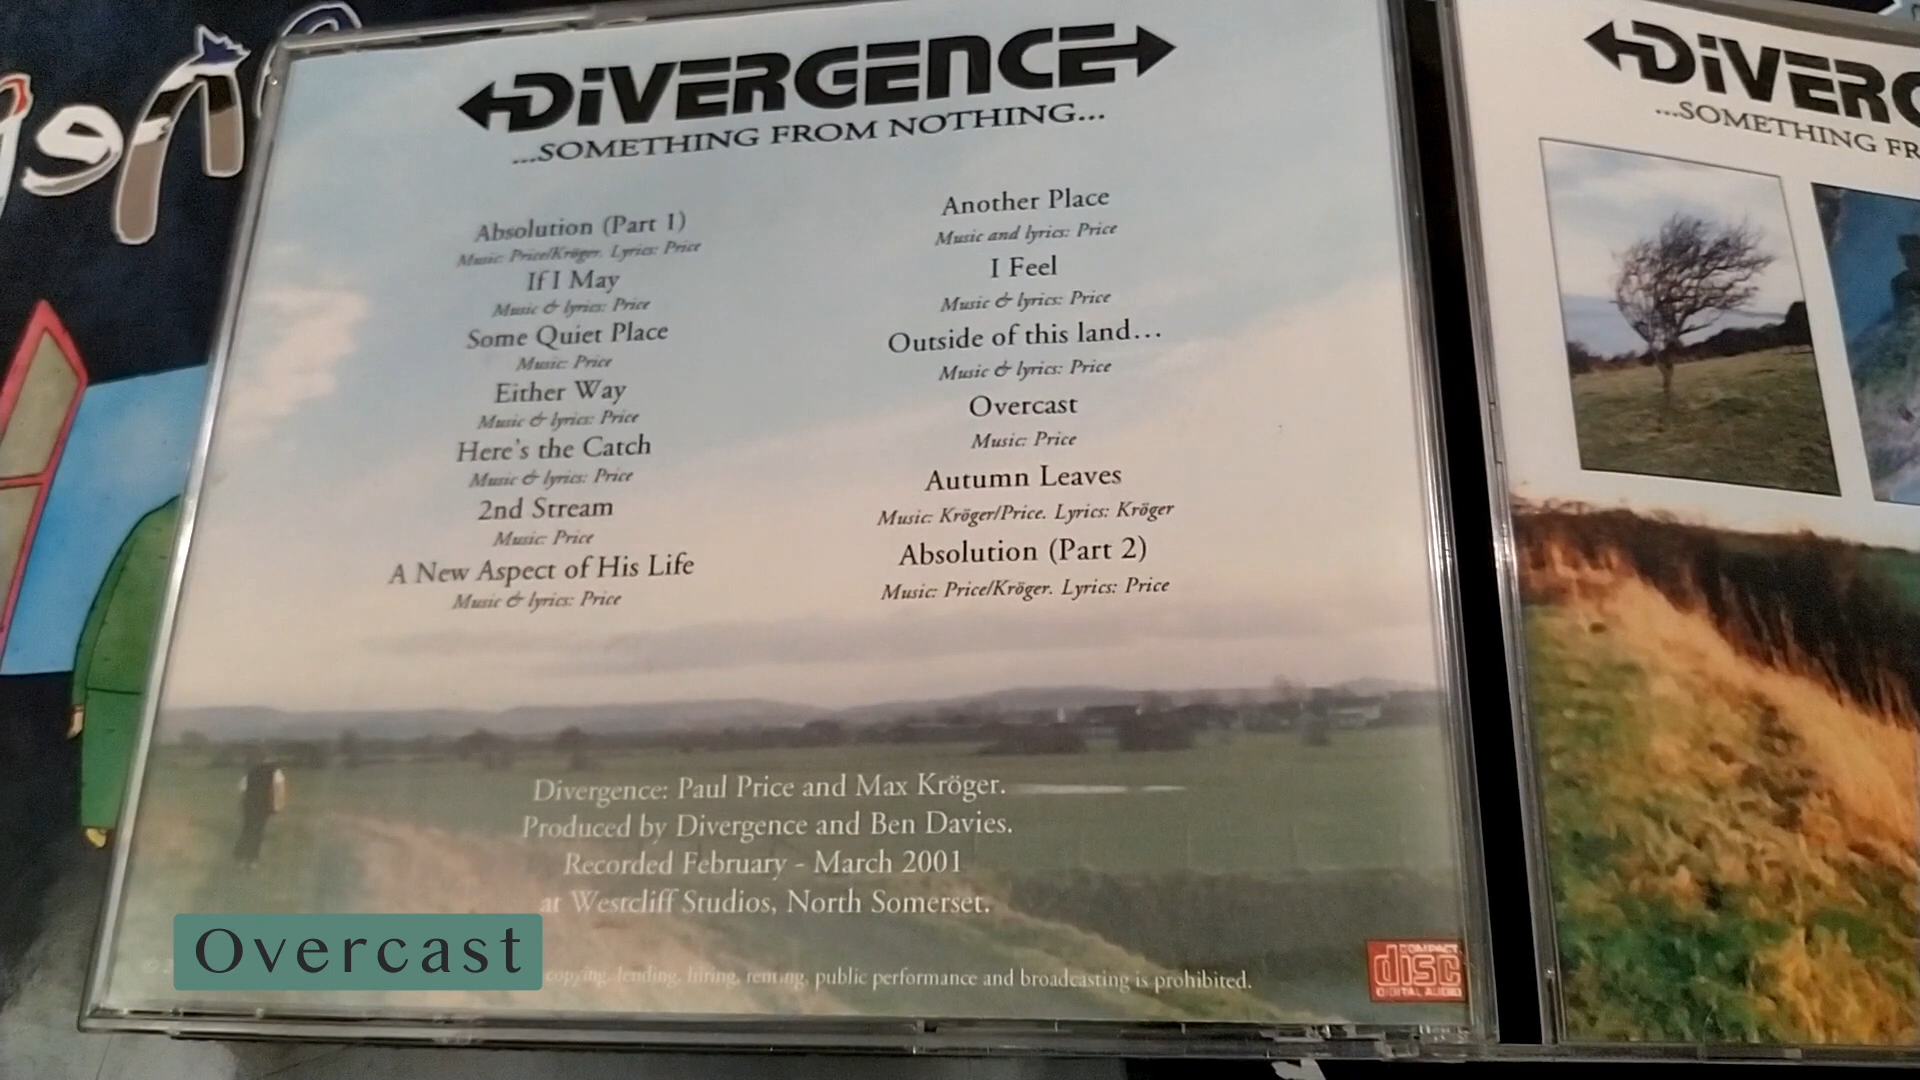 DiVERGENCE
...SOMETHING FROM NOTHING...
Absolution (Part 1)
Music: Price/Kröger. Lyrics: Price
If I May
Music & lyrics: Price
Some Quiet Place
Music: Price
Either Way
Music & lyrics: Price
Here's the Catch
Music & lyrics: Price
2nd Stream
Music: Price
A New Aspect of His Life
Music & lyrics: Price
Another Place
Music and lyrics: Price
I Feel
Music & lyrics: Price
Outside of this land...
Music & lyrics: Price
Overcast
Music: Price
Autumn Leaves
Music: Kröger/Price. Lyrics: Kröger
Absolution (Part 2)
Music: Price/Kröger. Lyrics: Price
Divergence: Paul Price and Max Kröger.
Produced by Divergence and Ben Davies.
Recorded February - March 2001
at Westcliff Studios, North Somerset.
copying, lending, hiring, renting, public performance and broadcasting is prohibited.
COMPACT
disc
DIGITAL AUDIO
Overcast
DiVERG
...SOMETHING FR